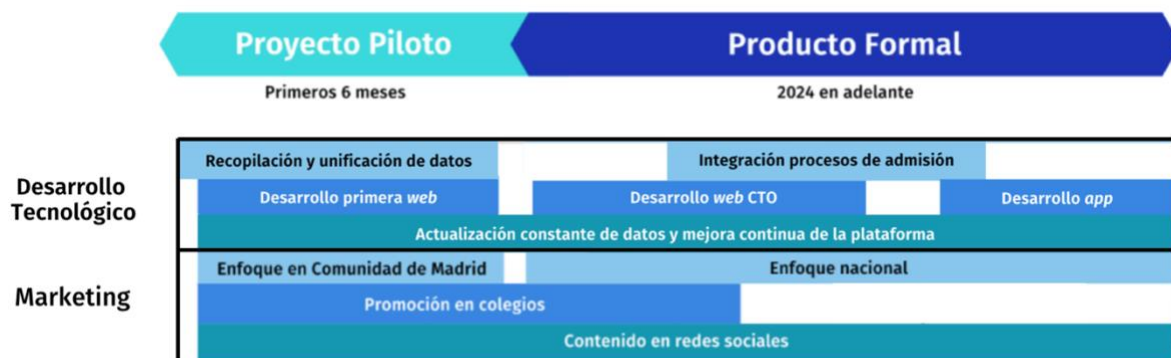 Proyecto Piloto
Producto Formal
Primeros 6 meses
2024 en adelante
Desarrollo
Tecnológico
Recopilación y unificación de datos
Integración procesos de admisión
Desarrollo primera web
Desarrollo web CTO
Desarrollo app
Actualización constante de datos y mejora continua de la plataforma
Marketing
Enfoque en Comunidad de Madrid
Enfoque nacional
Promoción en colegios
Contenido en redes sociales